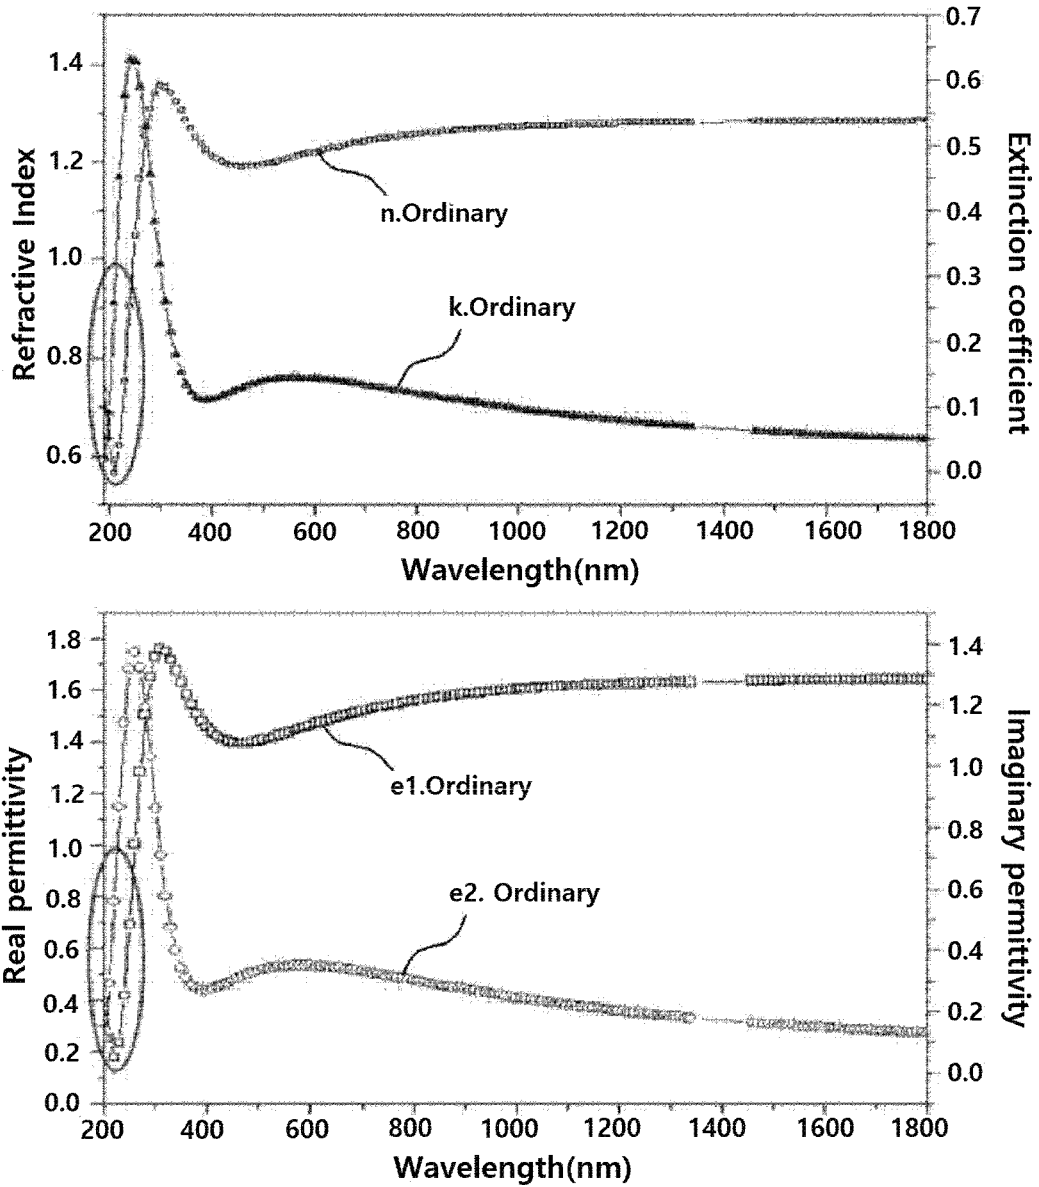 Refractive Index
1.4
1.2
1.0
0.8
0.6
Extinction coefficient
0.7
0.6
0.5
0.4
0.3
0.2
0.1
0.0
n.Ordinary
k.Ordinary
200 400 600 800 1000 1200 1400 1600 1800
Wavelength(nm)
Real permittivity
1.8
1.6
1.4
1.2
1.0
0.8
0.6
0.4
0.2
0.0
Imaginary permittivity
1.4
1.2
1.0
0.8
0.6
0.4
0.2
0.0
e1.Ordinary
e2. Ordinary
200 400 600 800 1000 1200 1400 1600 1800
Wavelength(nm)